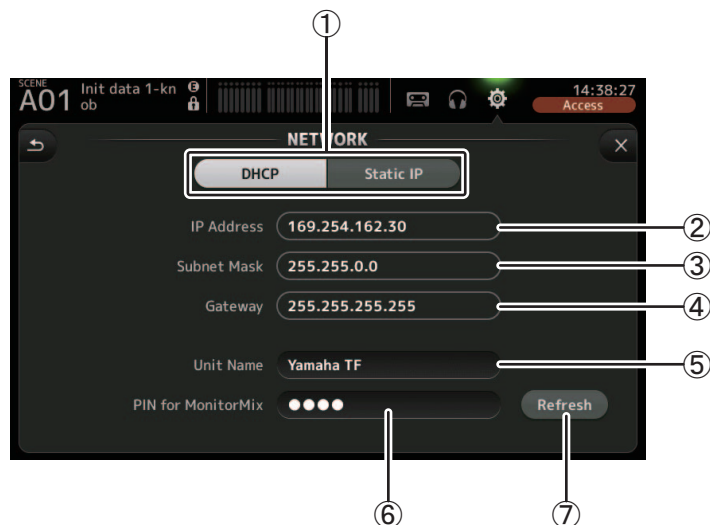 ①
SCENE
A01 Init data 1-kn
ob
E
14:38:27
Access
NETWORK
DHCP Static IP
IP Address 169.254.162.30 ②
Subnet Mask 255.255.0.0 ③
Gateway 255.255.255.255 ④
Unit Name Yamaha TF ⑤
PIN for MonitorMix ●●●● Refresh
⑥ ⑦